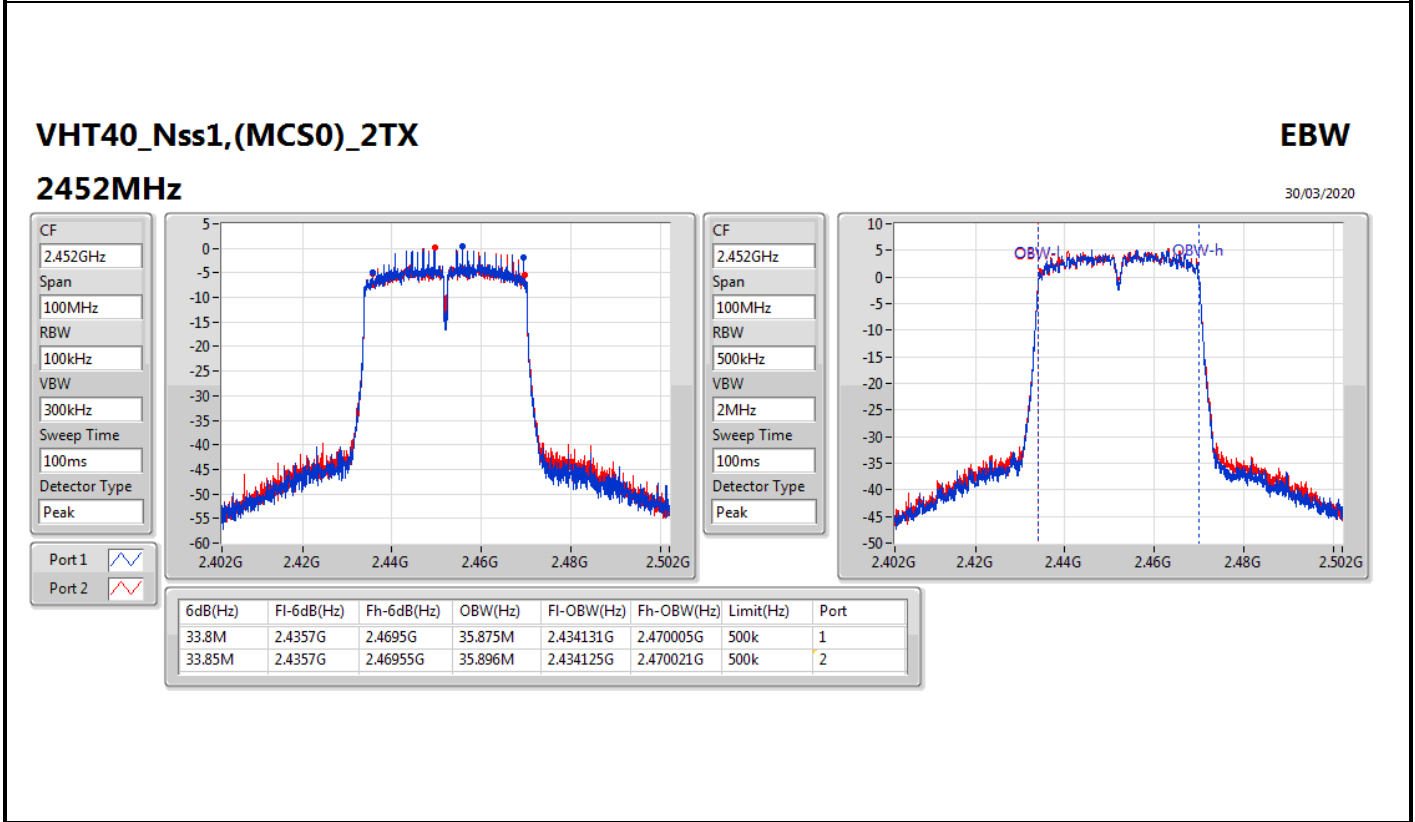 VHT40_Nss1,(MCS0)_2TX
EBW
2452MHz
30/03/2020
CF
2.452GHz
Span
100MHz
RBW
100kHz
VBW
300kHz
Sweep Time
100ms
Detector Type
Peak
Port 1
Port 2
5
0
-5
-10
-15
-20
-25
-30
-35
-40
-45
-50
-55
-60
2.402G 2.42G 2.44G 2.46G 2.48G 2.502G
CF
2.452GHz
Span
100MHz
RBW
500kHz
VBW
2MHz
Sweep Time
100ms
Detector Type
Peak
10
5
0
-5
-10
-15
-20
-25
-30
-35
-40
-45
-50
OBW-l OBW-h
2.402G 2.42G 2.44G 2.46G 2.48G 2.502G
6dB(Hz) Fl-6dB(Hz) Fh-6dB(Hz) OBW(Hz) Fl-OBW(Hz) Fh-OBW(Hz) Limit(Hz) Port
33.8M 2.4357G 2.4695G 35.875M 2.434131G 2.470005G 500k 1
33.85M 2.4357G 2.46955G 35.896M 2.434125G 2.470021G 500k 2